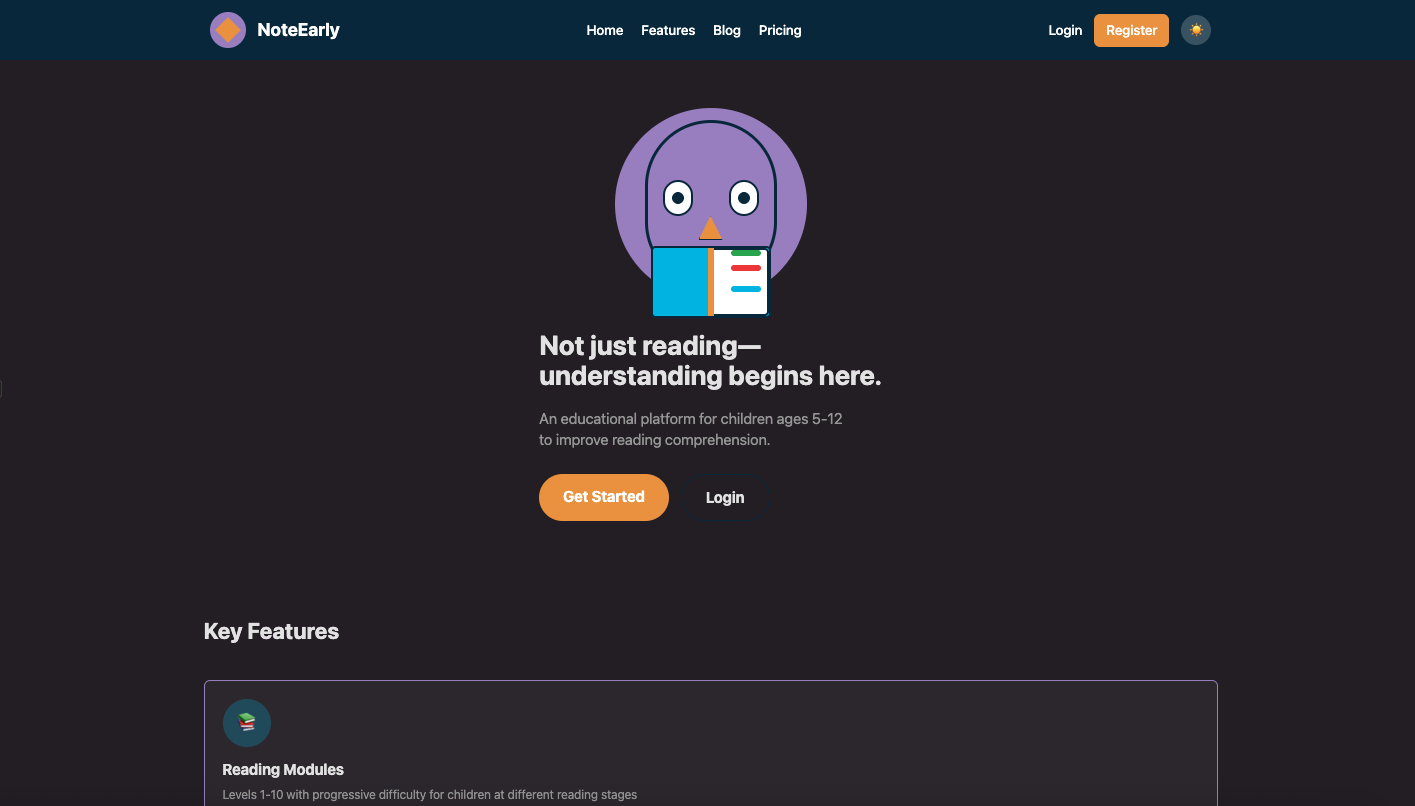 NoteEarly
Home Features Blog Pricing
Login Register
Not just reading—
understanding begins here.
An educational platform for children ages 5-12
to improve reading comprehension.
Get Started Login
Key Features
Reading Modules
Levels 1-10 with progressive difficulty for children at different reading stages